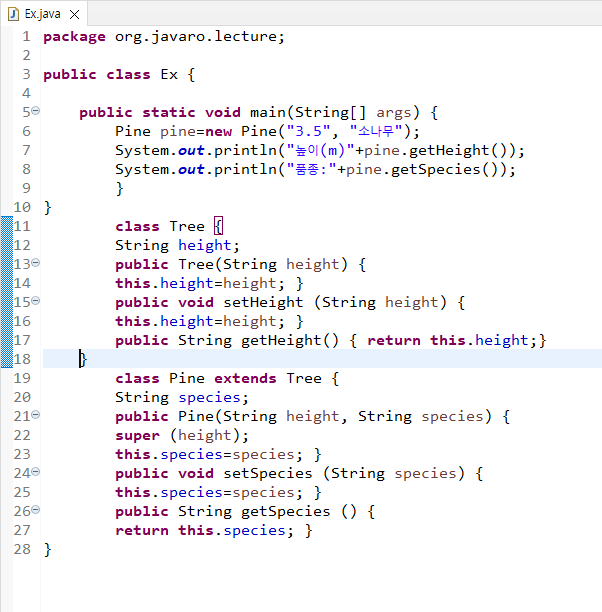 Ex.java
1 package org.javaro.lecture;
2
3 public class Ex {
4
5     public static void main(String[] args) {
6         Pine pine=new Pine("3.5", "소나무");
7         System.out.println("높이(m)"+pine.getHeight());
8         System.out.println("품종:"+pine.getSpecies());
9         }
10 }
11         class Tree {
12         String height;
13         public Tree(String height) {
14         this.height=height; }
15         public void setHeight (String height) {
16         this.height=height; }
17         public String getHeight() { return this.height;}
18     }
19         class Pine extends Tree {
20         String species;
21         public Pine(String height, String species) {
22         super (height);
23         this.species=species; }
24         public void setSpecies (String species) {
25         this.species=species; }
26         public String getSpecies () {
27         return this.species; }
28 }